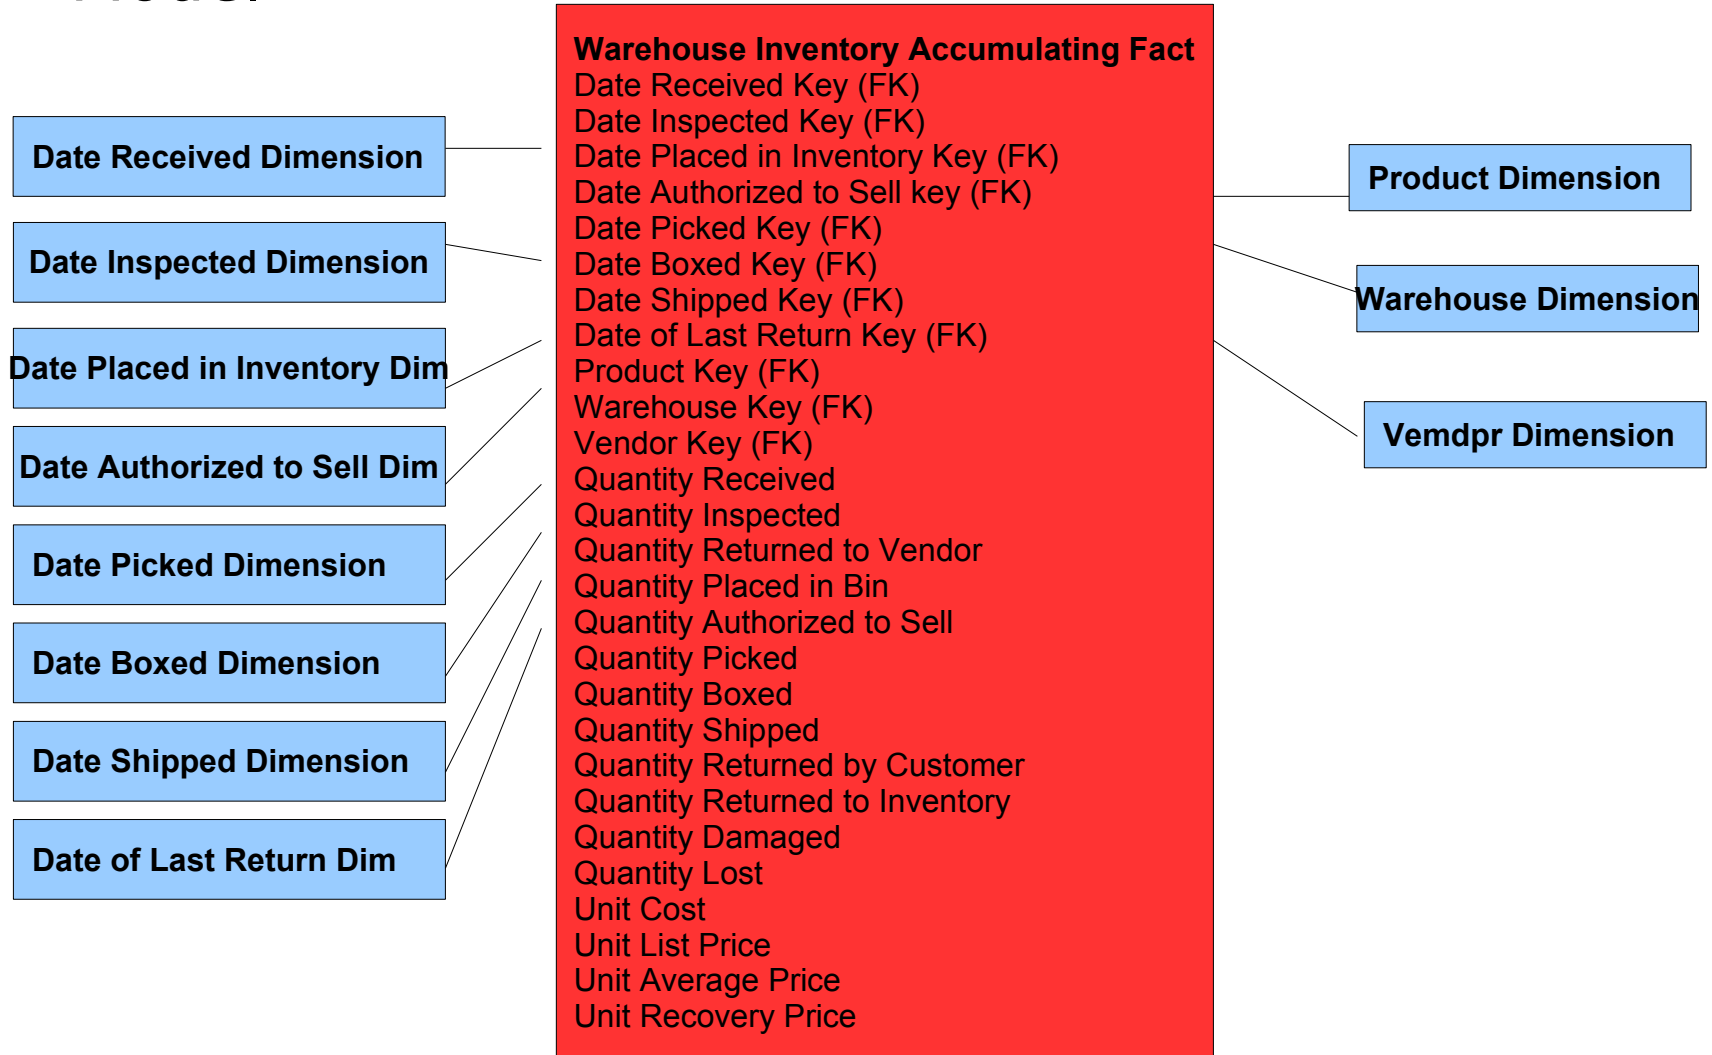 Date Received Dimension
Date Inspected Dimension
Date Placed in Inventory Dim
Date Authorized to Sell Dim
Date Picked Dimension
Date Boxed Dimension
Date Shipped Dimension
Date of Last Return Dim
Warehouse Inventory Accumulating Fact
Date Received Key (FK)
Date Inspected Key (FK)
Date Placed in Inventory Key (FK)
Date Authorized to Sell key (FK)
Date Picked Key (FK)
Date Boxed Key (FK)
Date Shipped Key (FK)
Date of Last Return Key (FK)
Product Key (FK)
Warehouse Key (FK)
Vendor Key (FK)
Quantity Received
Quantity Inspected
Quantity Returned to Vendor
Quantity Placed in Bin
Quantity Authorized to Sell
Quantity Picked
Quantity Boxed
Quantity Shipped
Quantity Returned by Customer
Quantity Returned to Inventory
Quantity Damaged
Quantity Lost
Unit Cost
Unit List Price
Unit Average Price
Unit Recovery Price
Product Dimension
Warehouse Dimension
Vemdpr Dimension